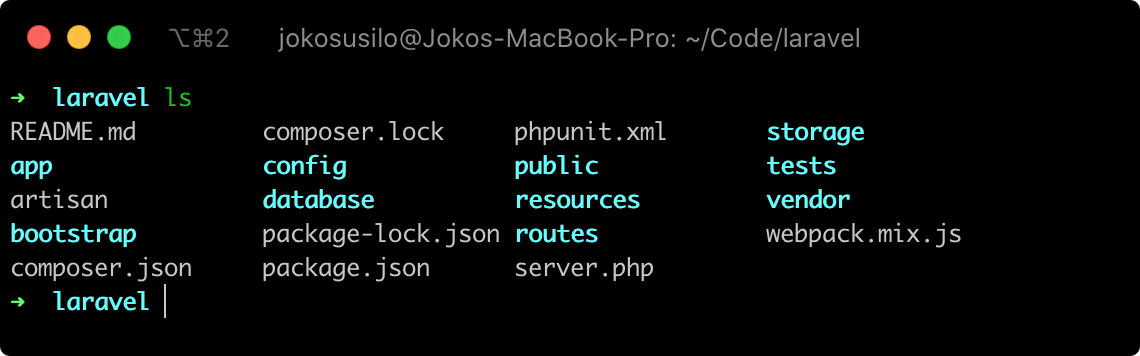 ⌥⌘2 jokosusilo@Jokos-MacBook-Pro: ~/Code/laravel
➜ laravel ls
README.md composer.lock phpunit.xml storage
app config public tests
artisan database resources vendor
bootstrap package-lock.json routes webpack.mix.js
composer.json package.json server.php
➜ laravel